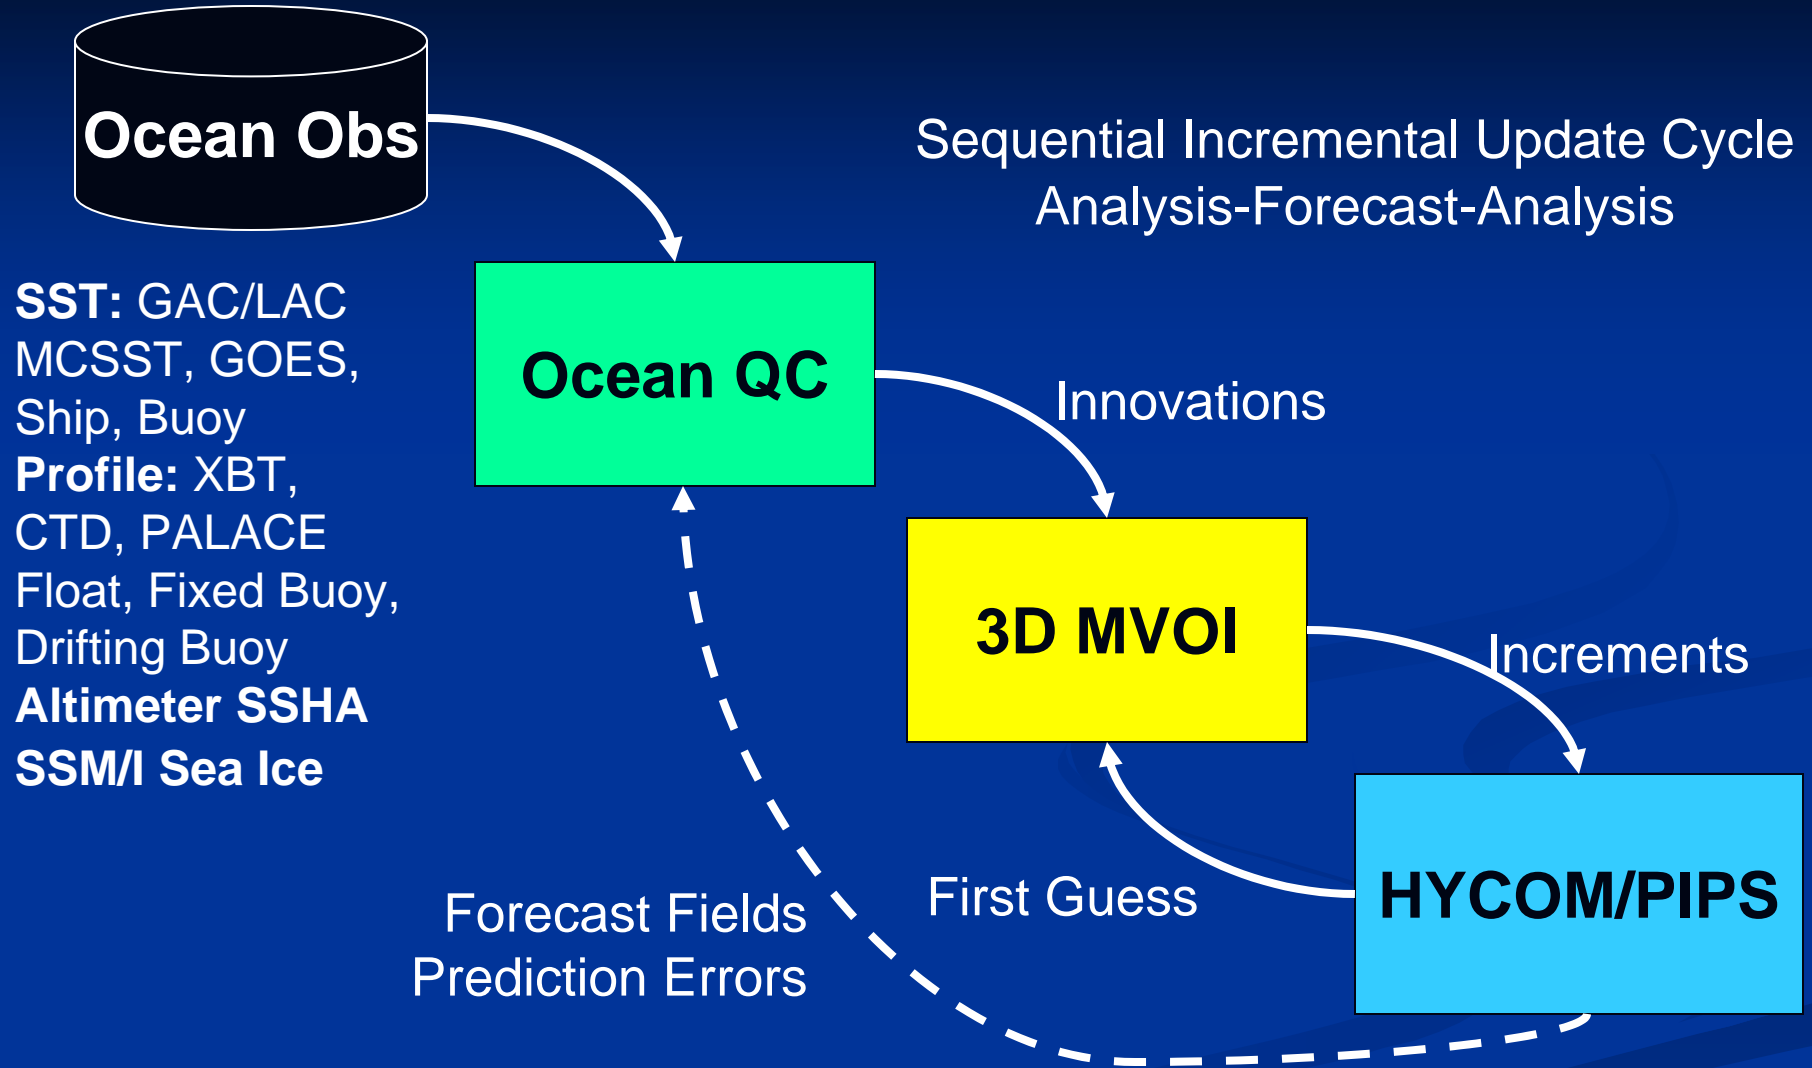 Ocean Obs
Sequential Incremental Update Cycle
Analysis-Forecast-Analysis
SST: GAC/LAC
MCSST, GOES,
Ship, Buoy
Profile: XBT,
CTD, PALACE
Float, Fixed Buoy,
Drifting Buoy
Altimeter SSHA
SSM/I Sea Ice
Ocean QC
Innovations
3D MVOI
Increments
HYCOM/PIPS
First Guess
Forecast Fields
Prediction Errors